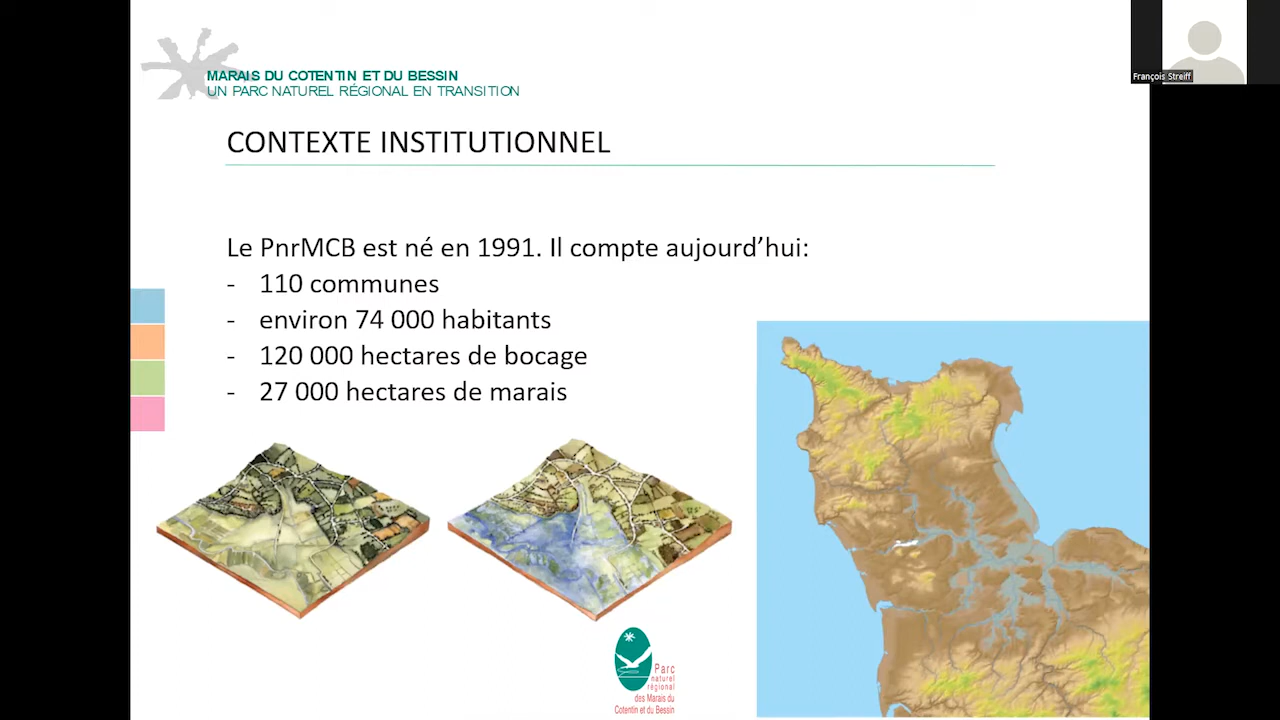 François Streiff
MARAIS DU COTENTIN ET DU BESSIN
UN PARC NATUREL RÉGIONAL EN TRANSITION
CONTEXTE INSTITUTIONNEL
Le PnrMCB est né en 1991. Il compte aujourd’hui:
- 110 communes
- environ 74 000 habitants
- 120 000 hectares de bocage
- 27 000 hectares de marais
Parc
naturel
régional
des Marais du
Cotentin et du Bessin